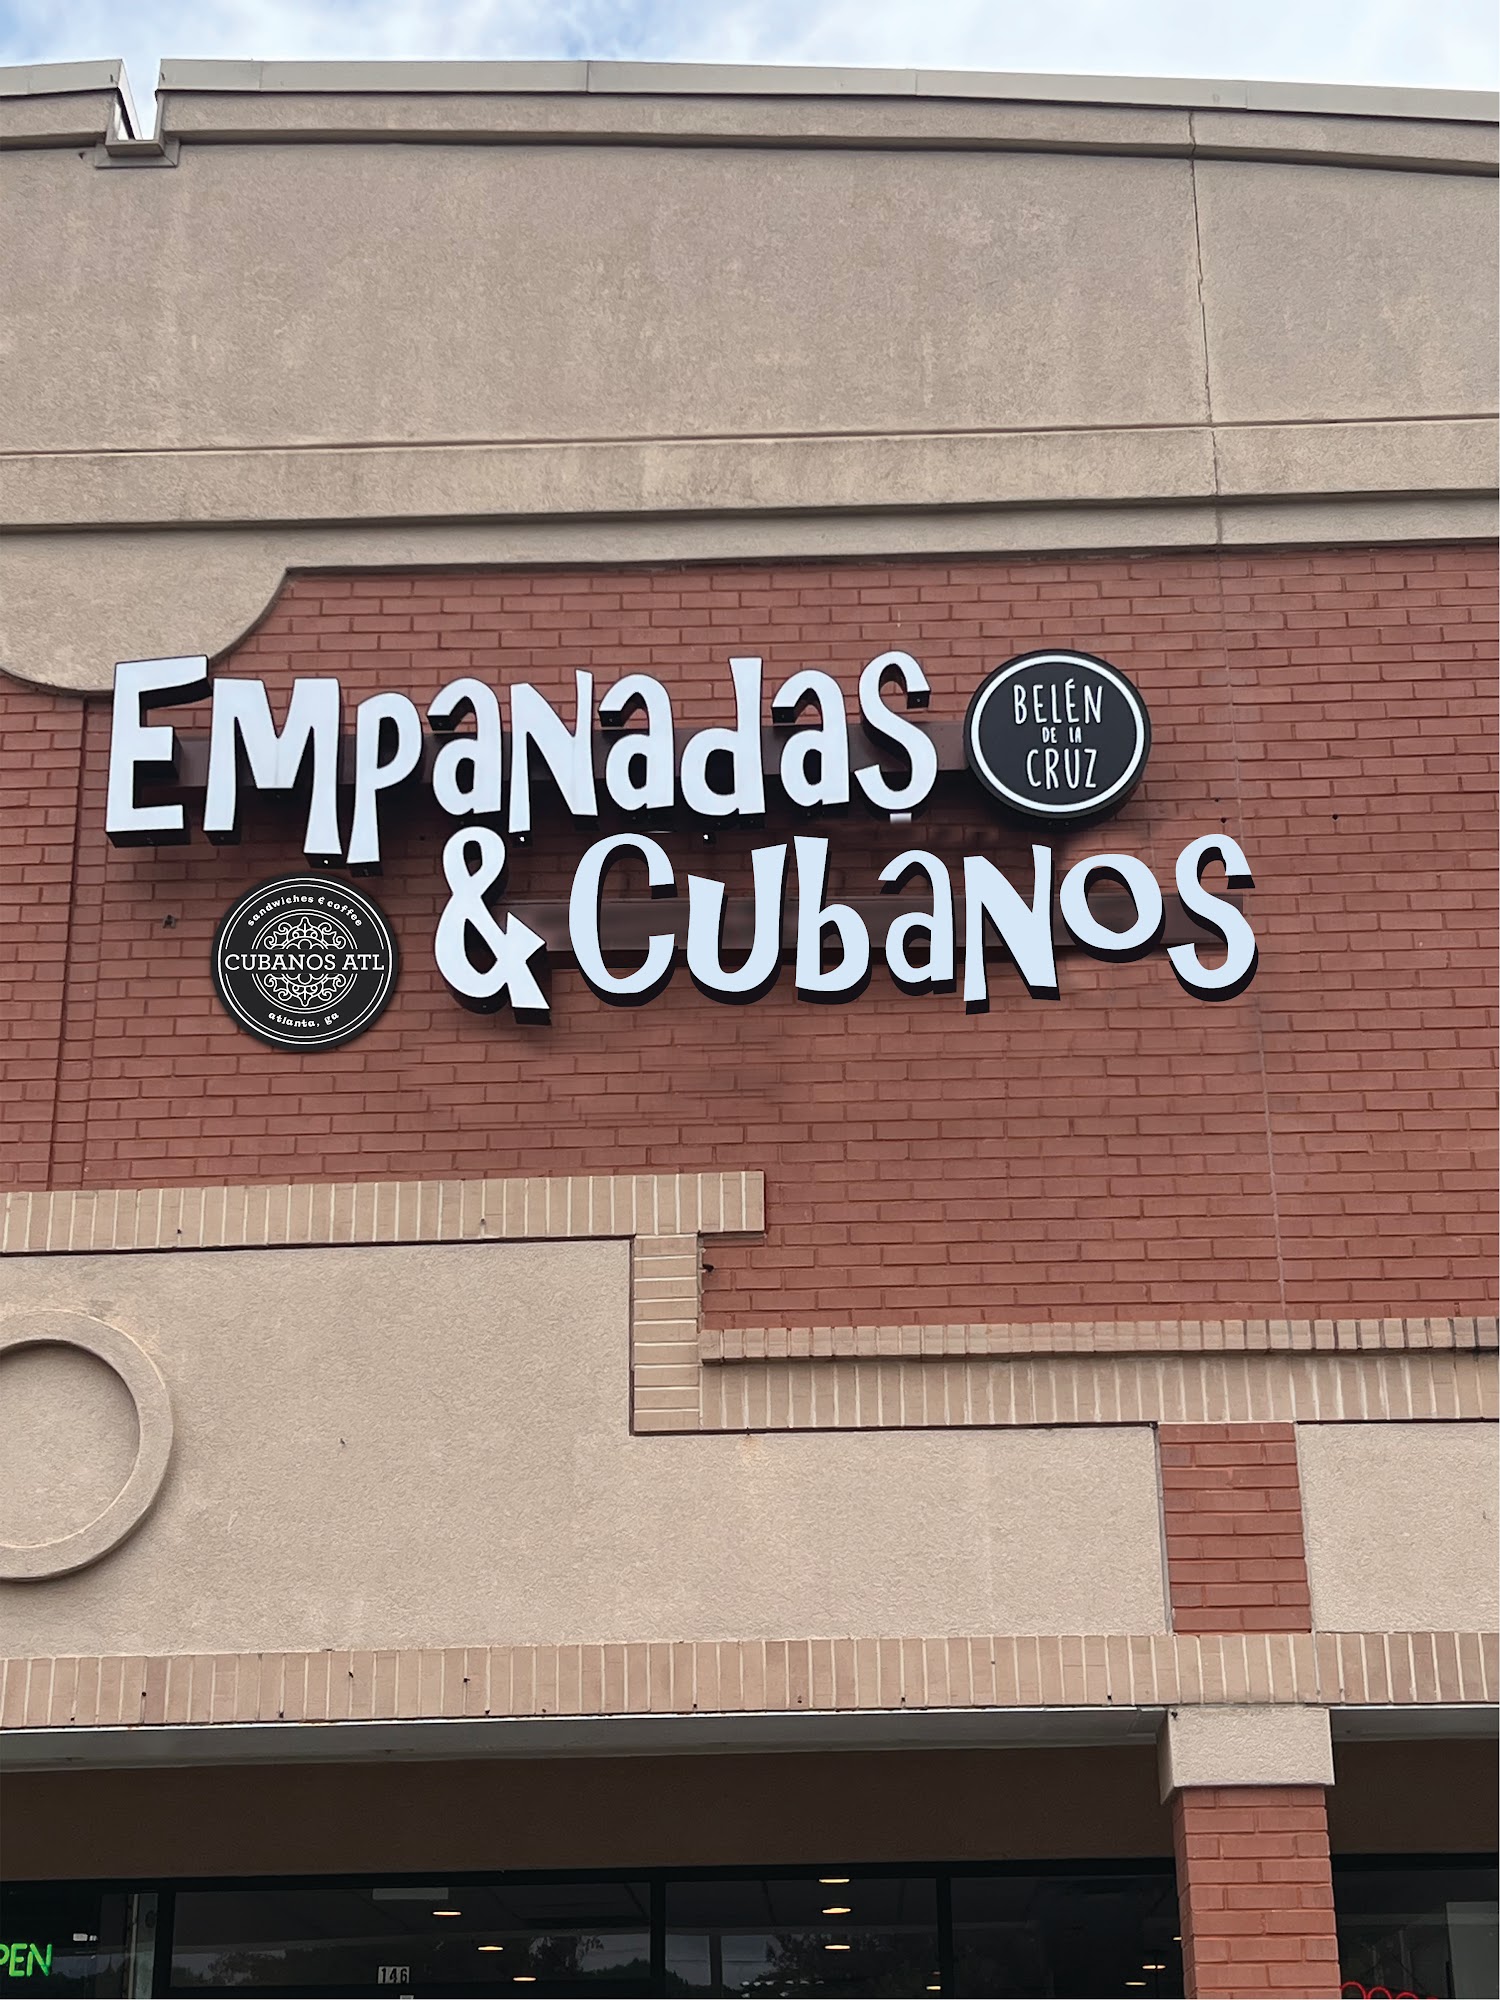 EMPANADAS
BELÉN
DE LA
CRUZ
& CUBANOS
sandwiches & coffee
CUBANOS ATL
atlanta, ga
PEN
146